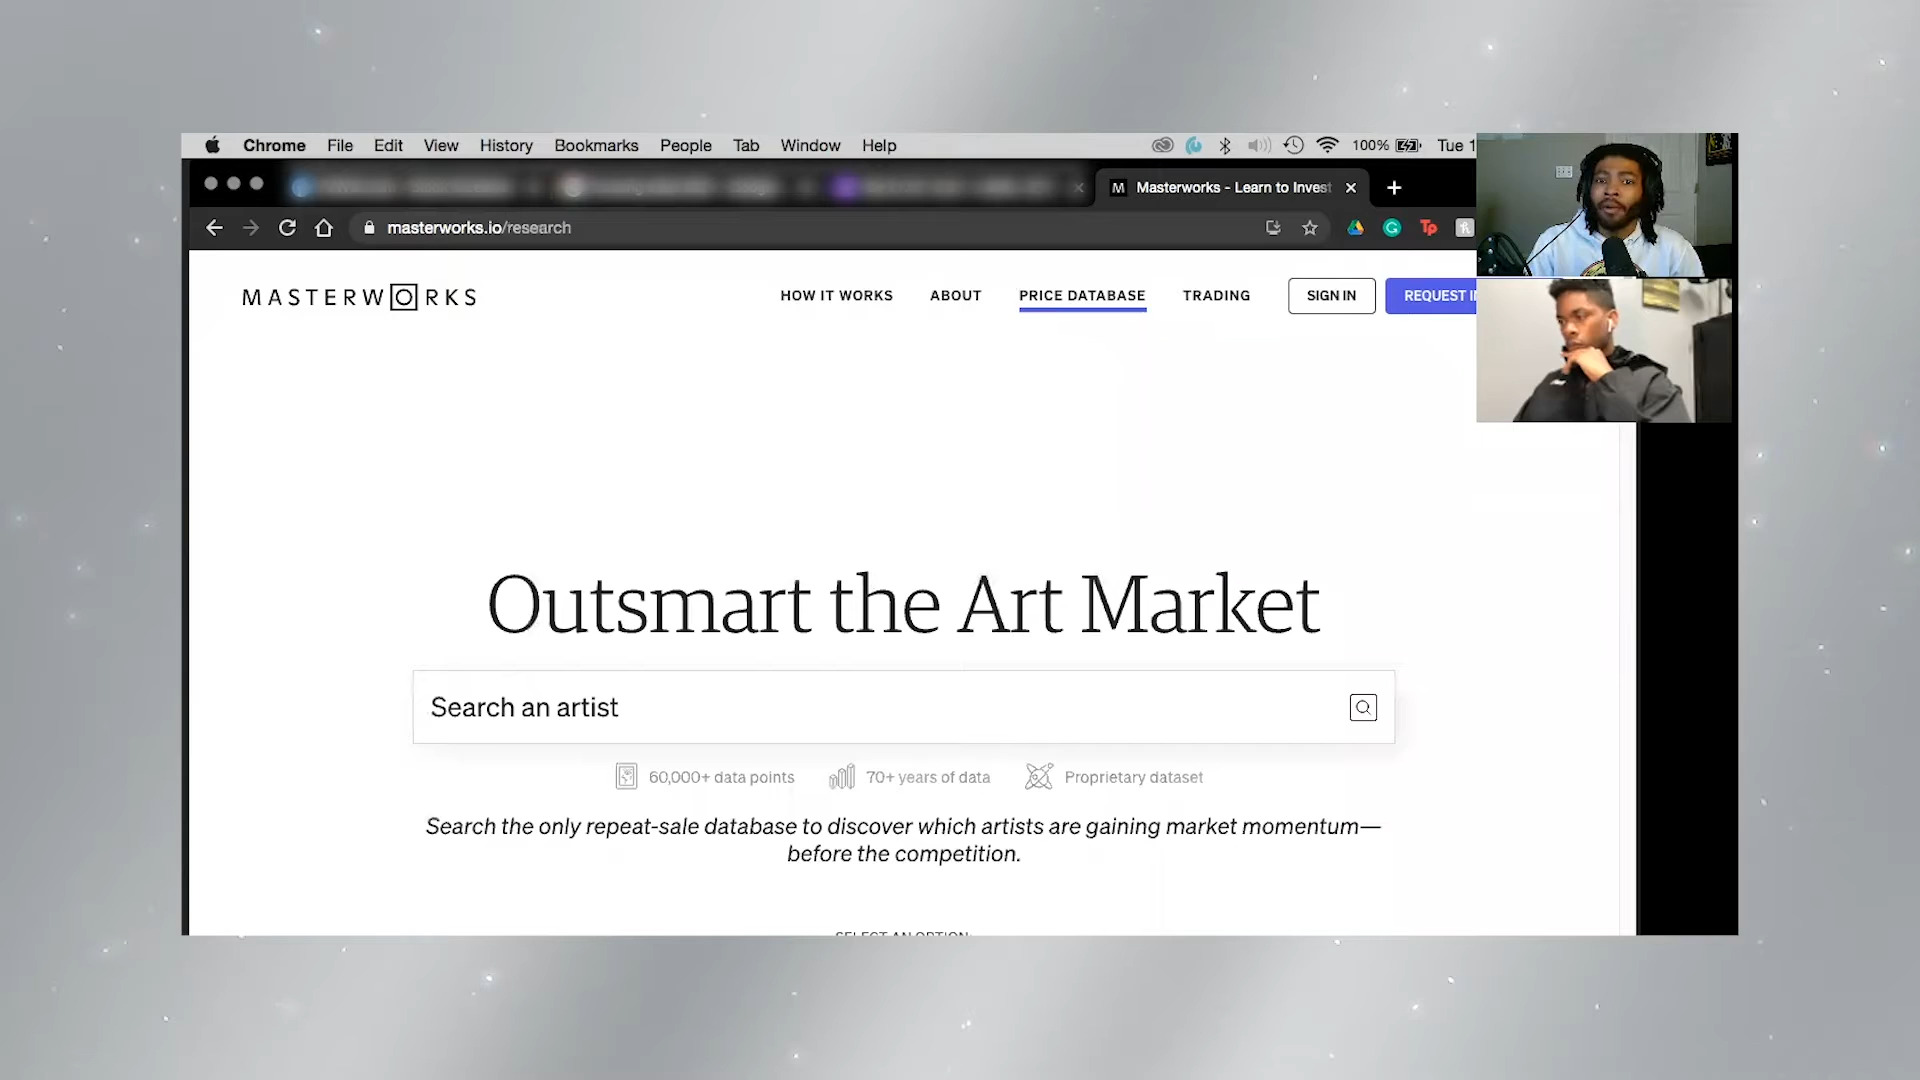 Chrome File Edit View History Bookmarks People Tab Window Help 100% Tue 1
M Masterworks - Learn to Invest
masterworks.io/research
MASTERWORKS HOW IT WORKS ABOUT PRICE DATABASE TRADING SIGN IN REQUEST
Outsmart the Art Market
Search an artist
60,000+ data points 70+ years of data Proprietary dataset
Search the only repeat-sale database to discover which artists are gaining market momentum—
before the competition.
SELECT AN OPTION: